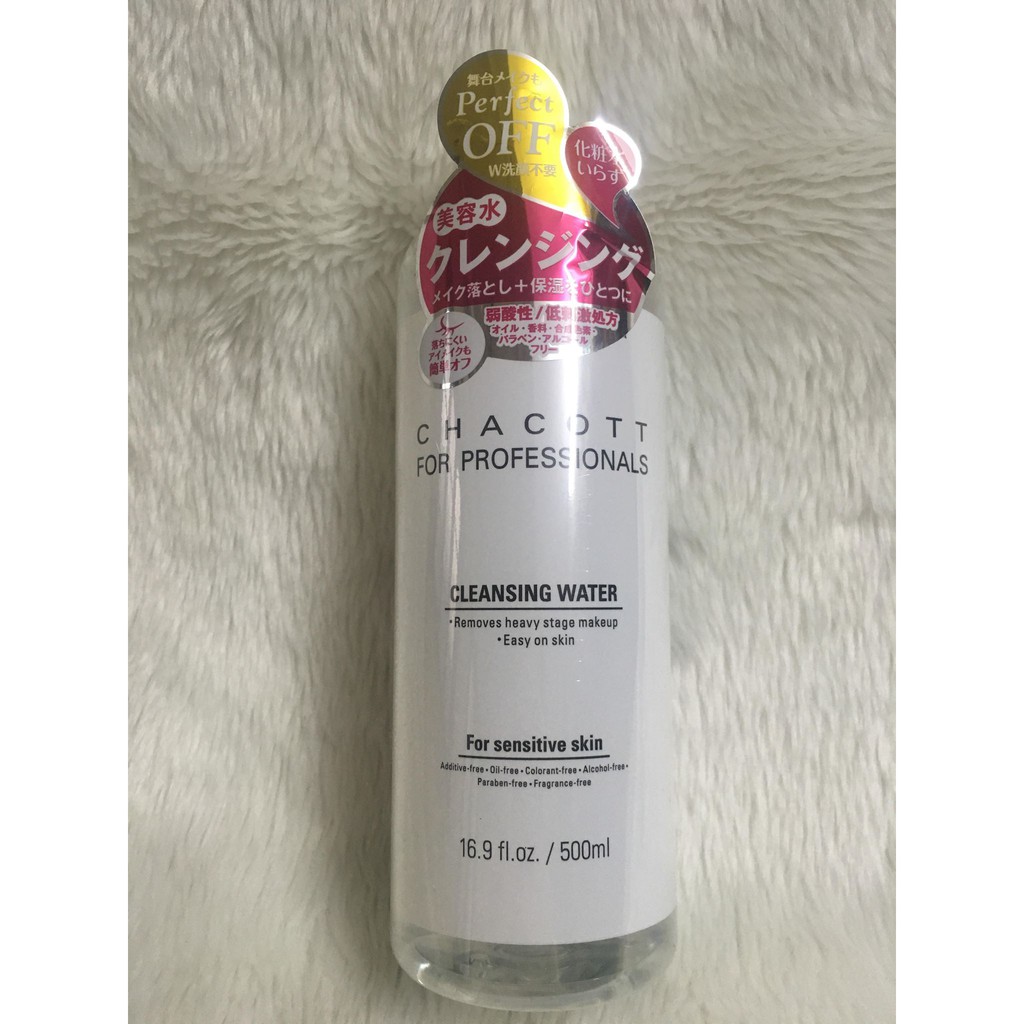 舞台メイクも
Perfect
OFF
W洗顔不要
化粧水
いらず
美容水
クレンジング
メイク落とし+保湿をひとつに
弱酸性/低刺激処方
オイル・香料・合成色素・
パラベン・アルコール
フリー
落ちにくい
アイメイクも
簡単オフ
CHACOTT
FOR PROFESSIONALS
CLEANSING WATER
•Removes heavy stage makeup
•Easy on skin
For sensitive skin
Additive-free•Oil-free•Colorant-free•Alcohol-free•
Paraben-free•Fragrance-free
16.9 fl.oz. / 500ml